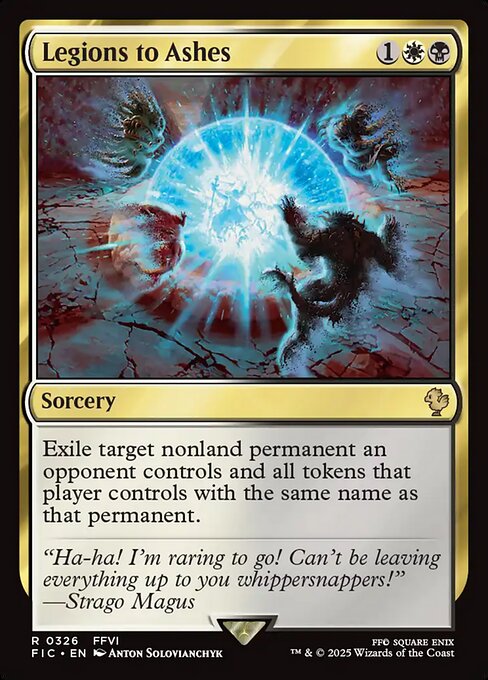 Legions to Ashes 1
Sorcery
Exile target nonland permanent an
opponent controls and all tokens that
player controls with the same name as
that permanent.
“Ha-ha! I’m raring to go! Can’t be leaving
everything up to you whippersnappers!”
—Strago Magus
R 0326 FFVI
FIC • EN Anton Solovianchyk
FF© SQUARE ENIX
™ & © 2025 Wizards of the Coast